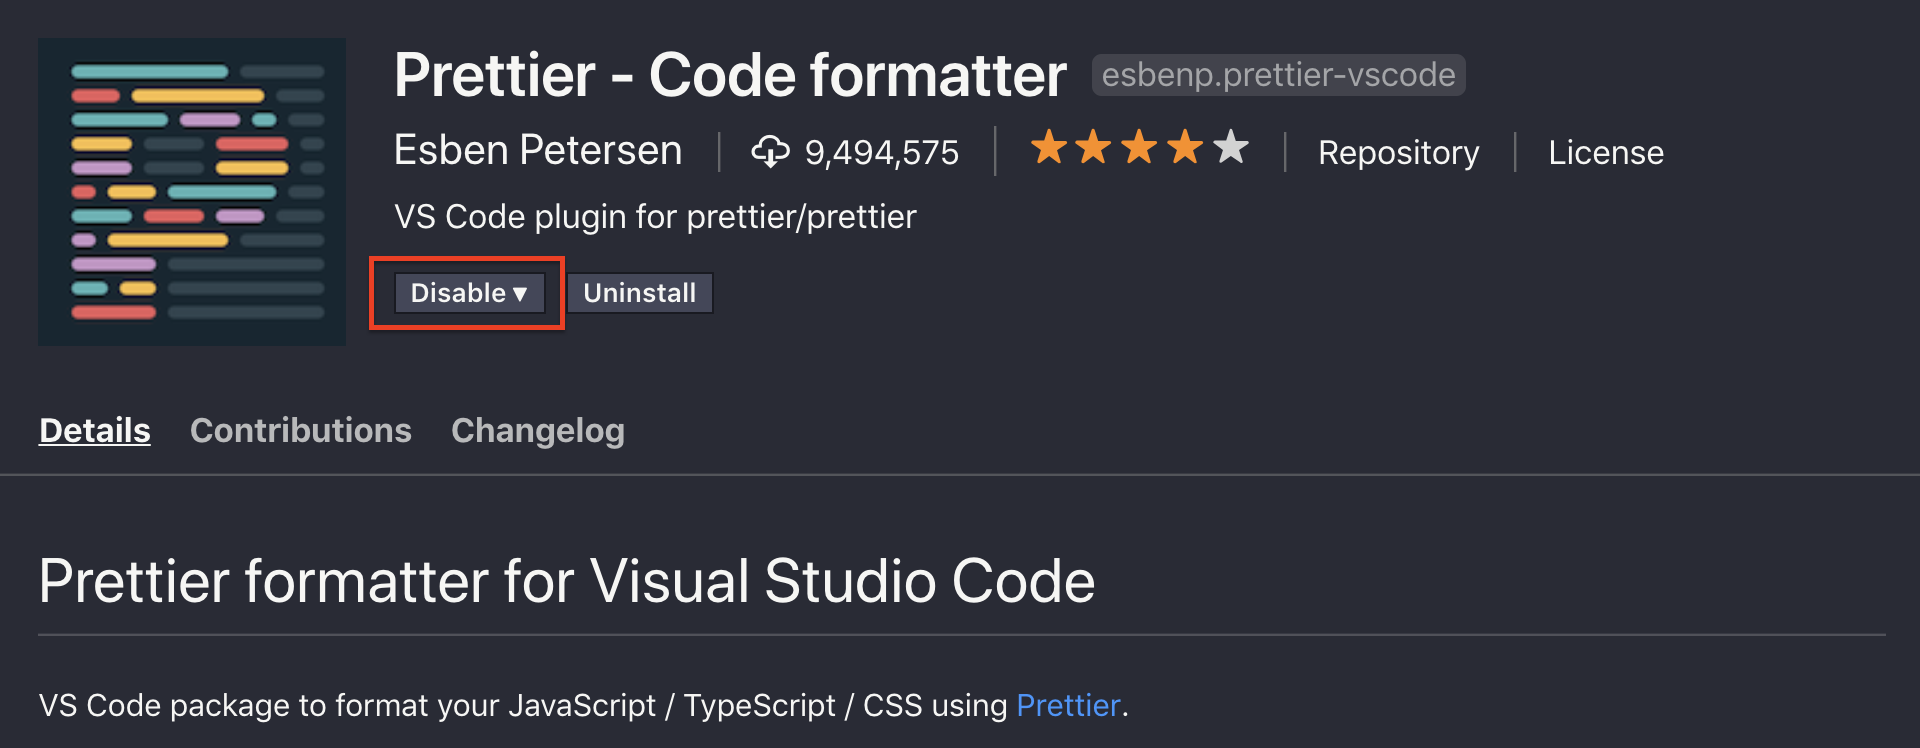 Prettier - Code formatter esbenp.prettier-vscode
Esben Petersen 9,494,575 Repository License
VS Code plugin for prettier/prettier
Disable ▾ Uninstall
Details Contributions Changelog
Prettier formatter for Visual Studio Code
VS Code package to format your JavaScript / TypeScript / CSS using Prettier.